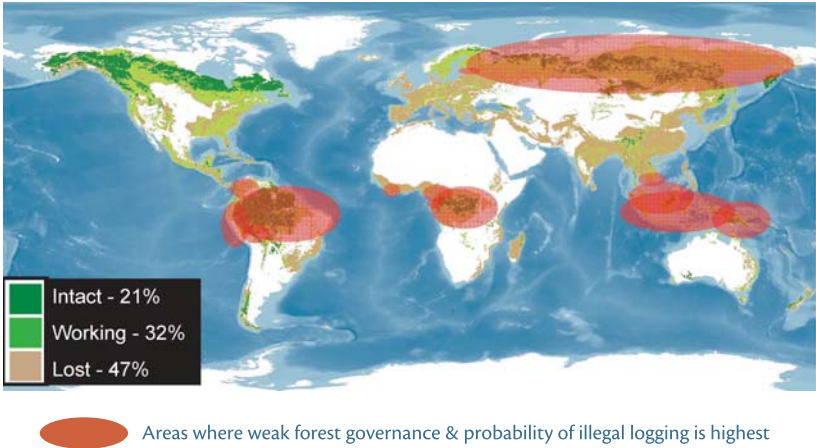 Intact - 21%
Working - 32%
Lost - 47%
Areas where weak forest governance & probability of illegal logging is highest